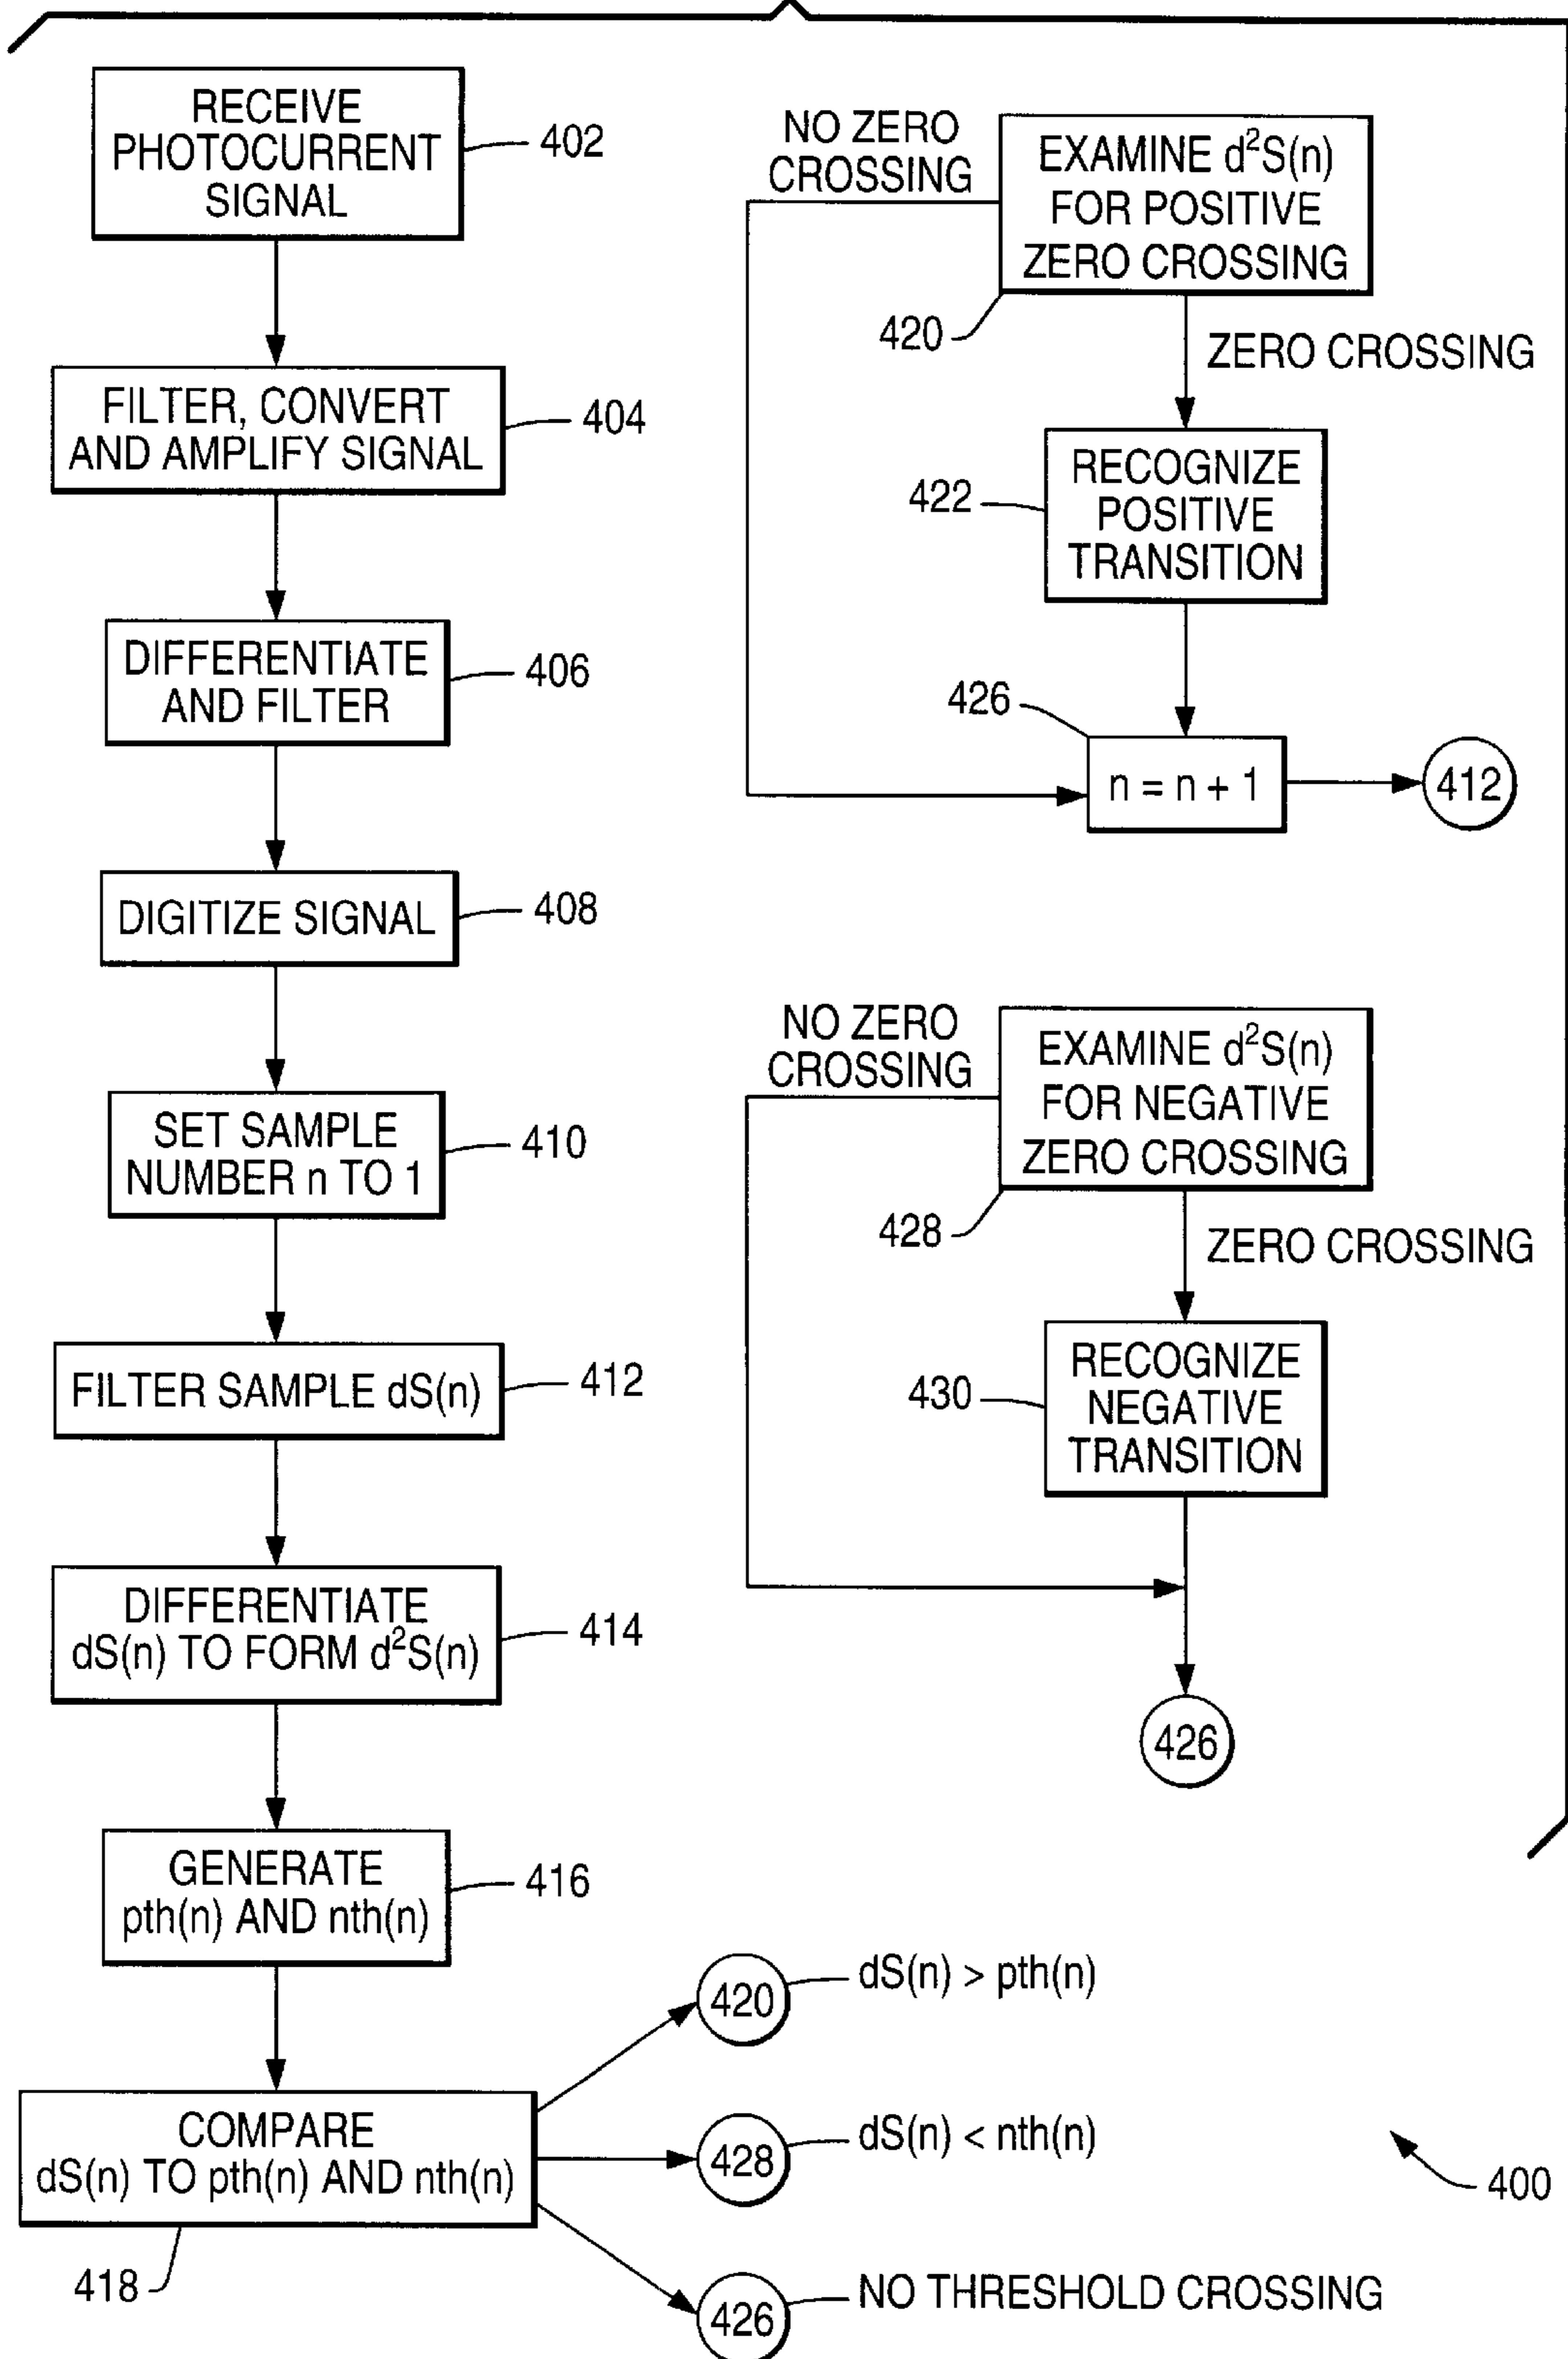 RECEIVE
PHOTOCURRENT
SIGNAL
402
FILTER, CONVERT
AND AMPLIFY SIGNAL
404
DIFFERENTIATE
AND FILTER
406
DIGITIZE SIGNAL
408
SET SAMPLE
NUMBER n TO 1
410
FILTER SAMPLE dS(n)
412
DIFFERENTIATE
dS(n) TO FORM d²S(n)
414
GENERATE
pth(n) AND nth(n)
416
COMPARE
dS(n) TO pth(n) AND nth(n)
418
420
dS(n) > pth(n)
428
dS(n) < nth(n)
426
NO THRESHOLD CROSSING
NO ZERO
CROSSING
EXAMINE d²S(n)
FOR POSITIVE
ZERO CROSSING
420
ZERO CROSSING
RECOGNIZE
POSITIVE
TRANSITION
422
426
n = n + 1
412
NO ZERO
CROSSING
EXAMINE d²S(n)
FOR NEGATIVE
ZERO CROSSING
428
ZERO CROSSING
RECOGNIZE
NEGATIVE
TRANSITION
430
426
400